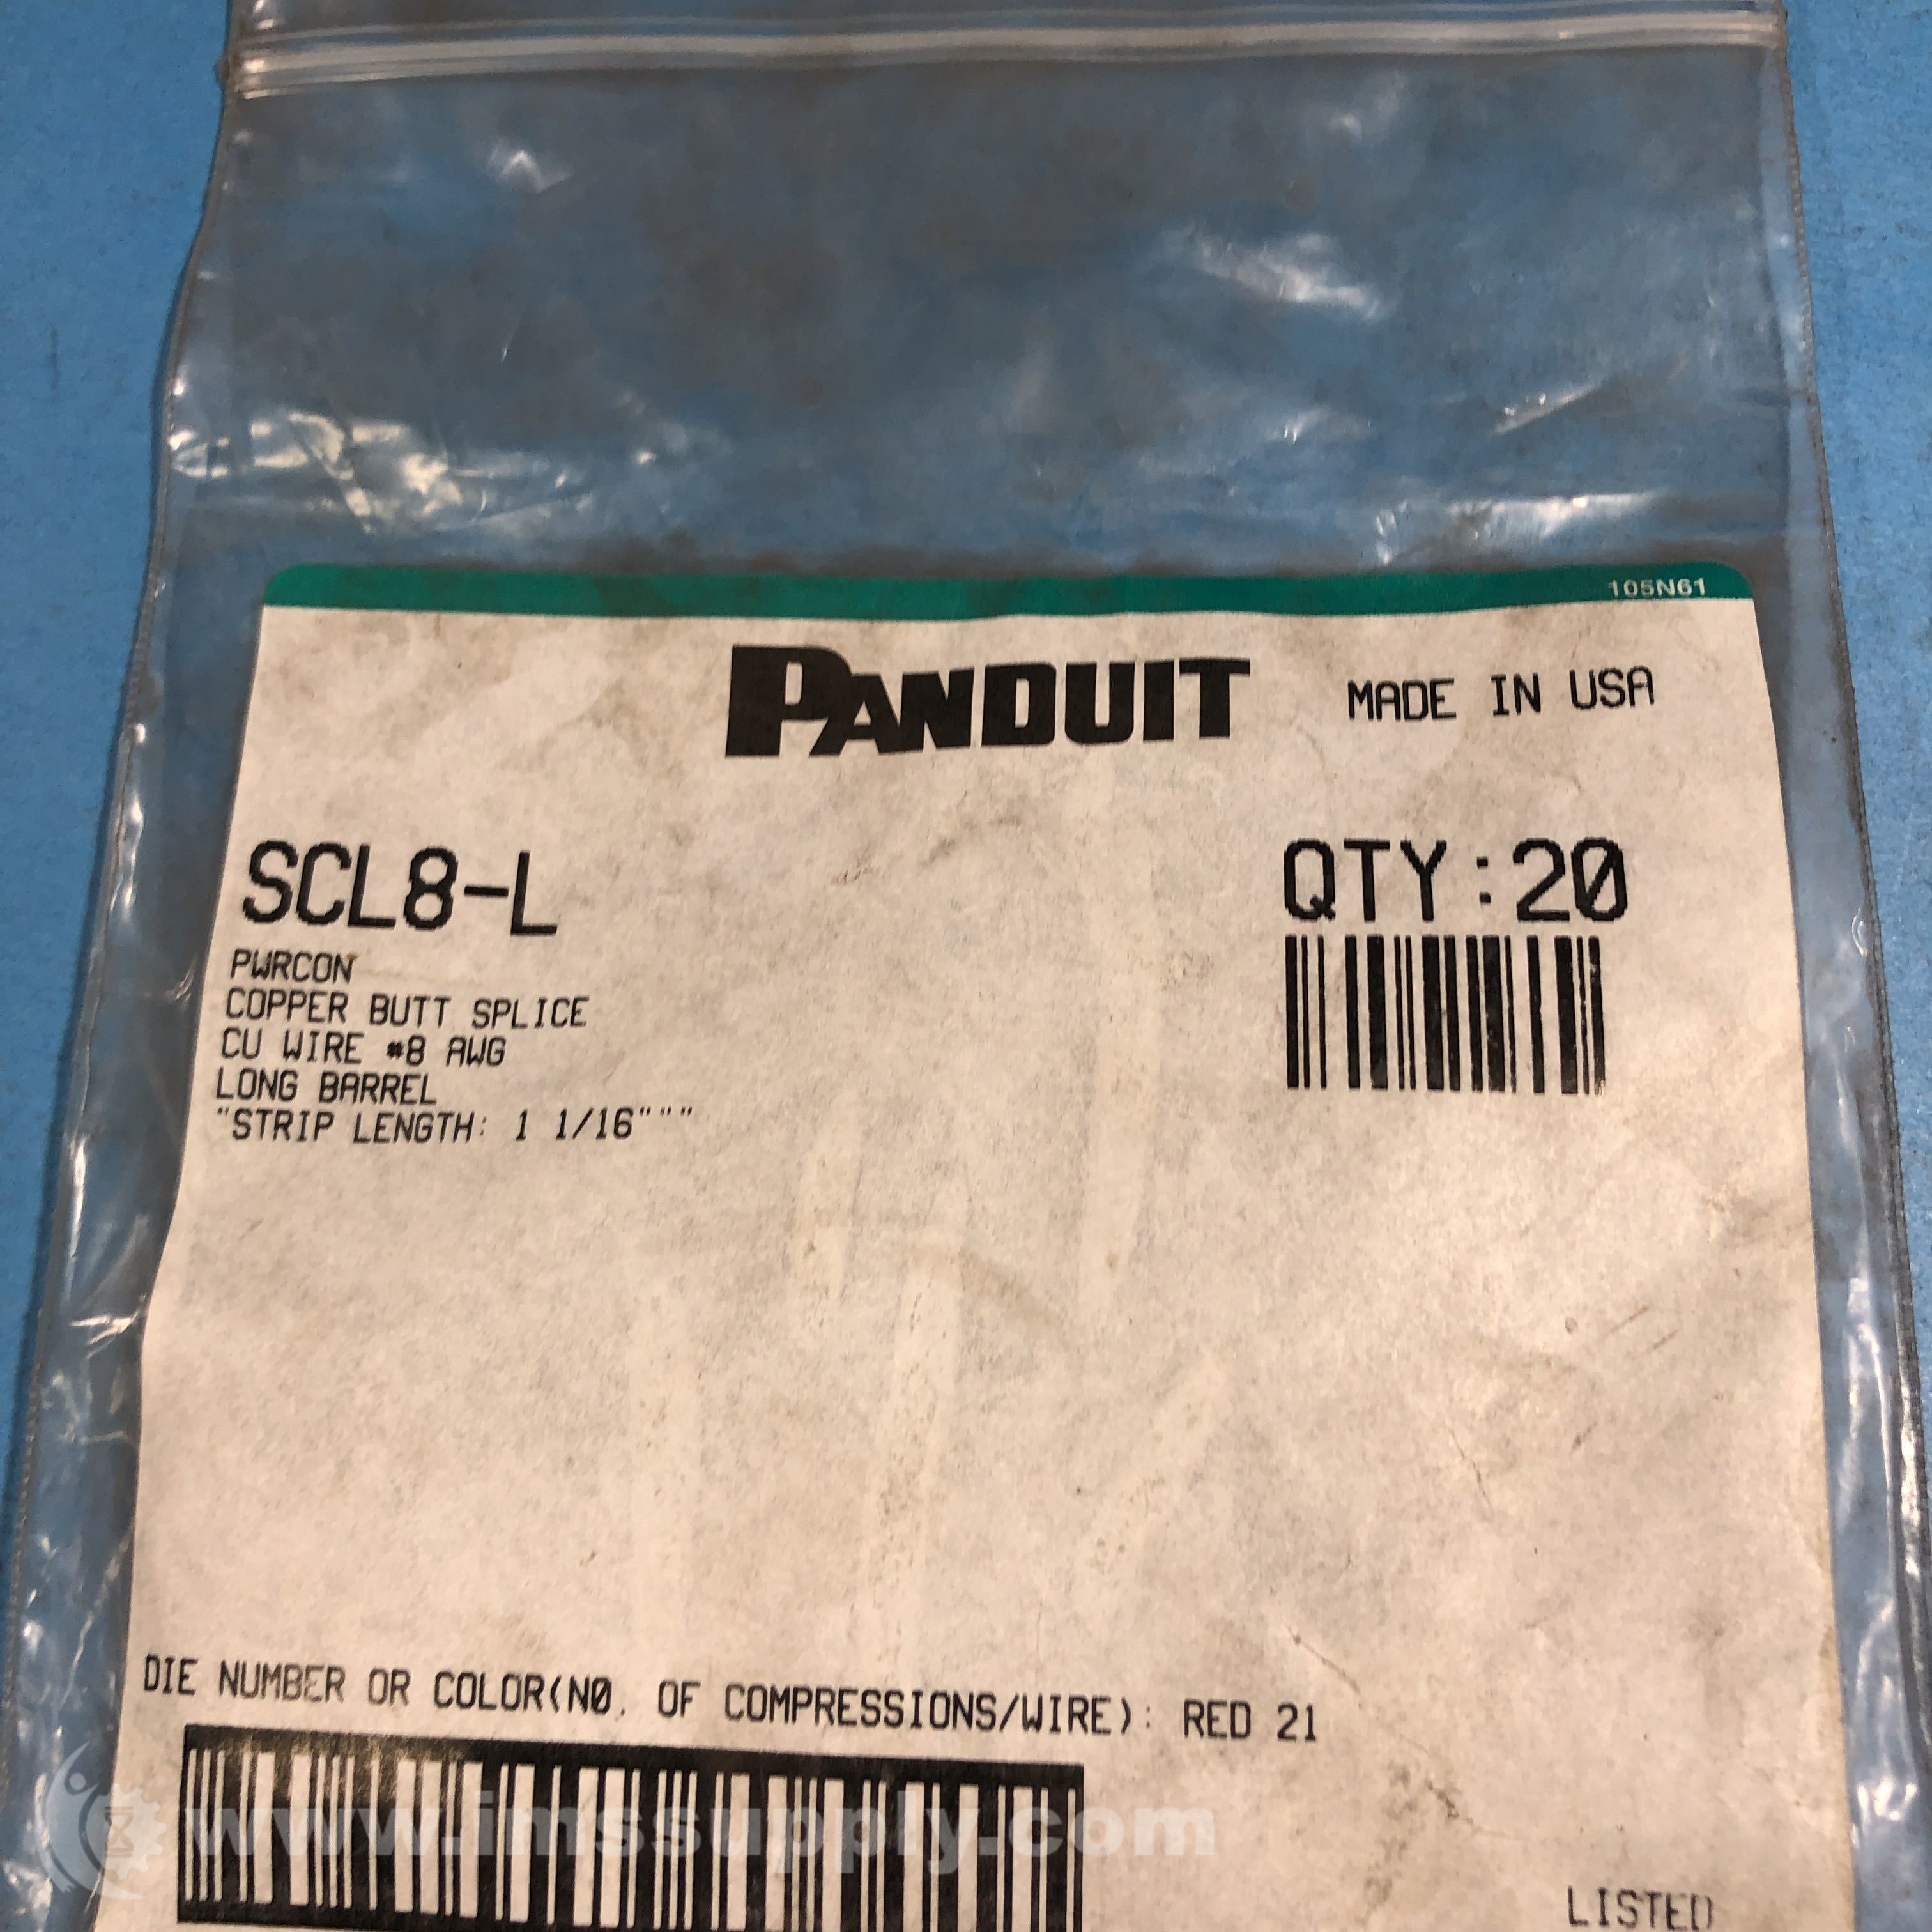 105N61
PANDUIT MADE IN USA
SCL8-L QTY:20
PWRCON
COPPER BUTT SPLICE
CU WIRE #8 AWG
LONG BARREL
"STRIP LENGTH: 1 1/16"""
DIE NUMBER OR COLOR(NO. OF COMPRESSIONS/WIRE): RED 21
www.imssupply.com
LISTED